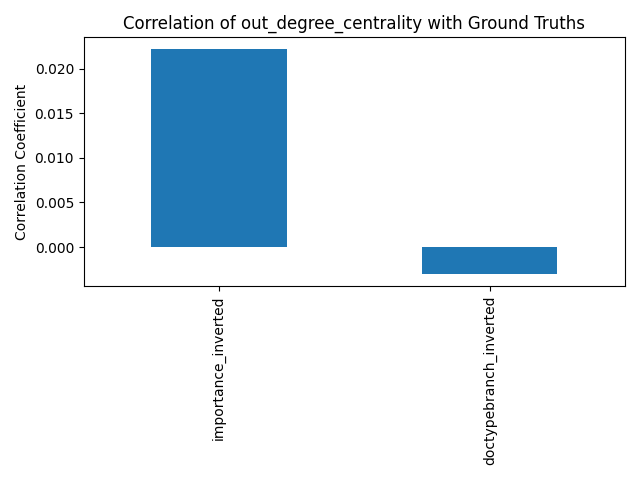 Correlation of out_degree_centrality with Ground Truths
Correlation Coefficient
0.020
0.015
0.010
0.005
0.000
importance_inverted
doctypebranch_inverted